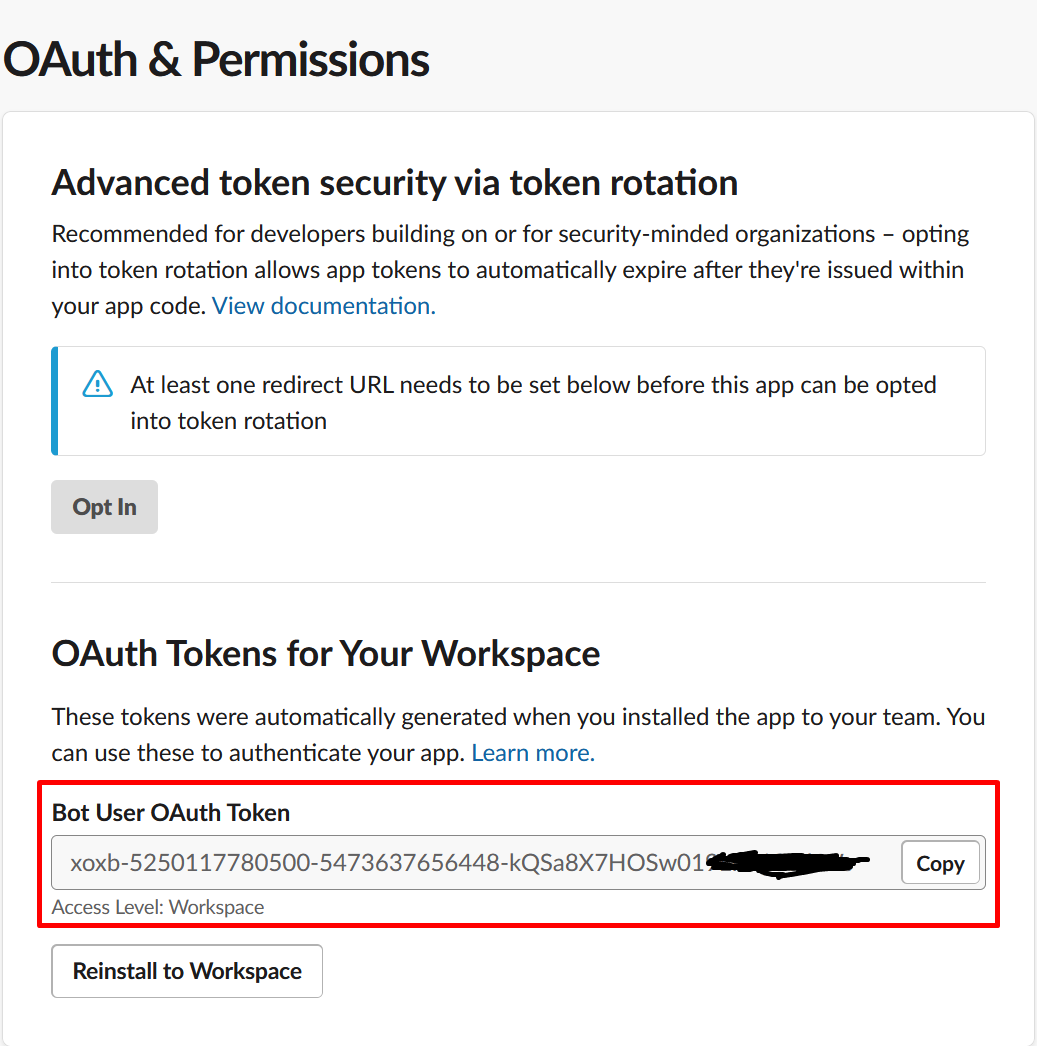 OAuth & Permissions
Advanced token security via token rotation
Recommended for developers building on or for security-minded organizations – opting
into token rotation allows app tokens to automatically expire after they're issued within
your app code. View documentation.
At least one redirect URL needs to be set below before this app can be opted
into token rotation
Opt In
OAuth Tokens for Your Workspace
These tokens were automatically generated when you installed the app to your team. You
can use these to authenticate your app. Learn more.
Bot User OAuth Token
xoxb-5250117780500-5473637656448-kQSa8X7HOSw01
Copy
Access Level: Workspace
Reinstall to Workspace